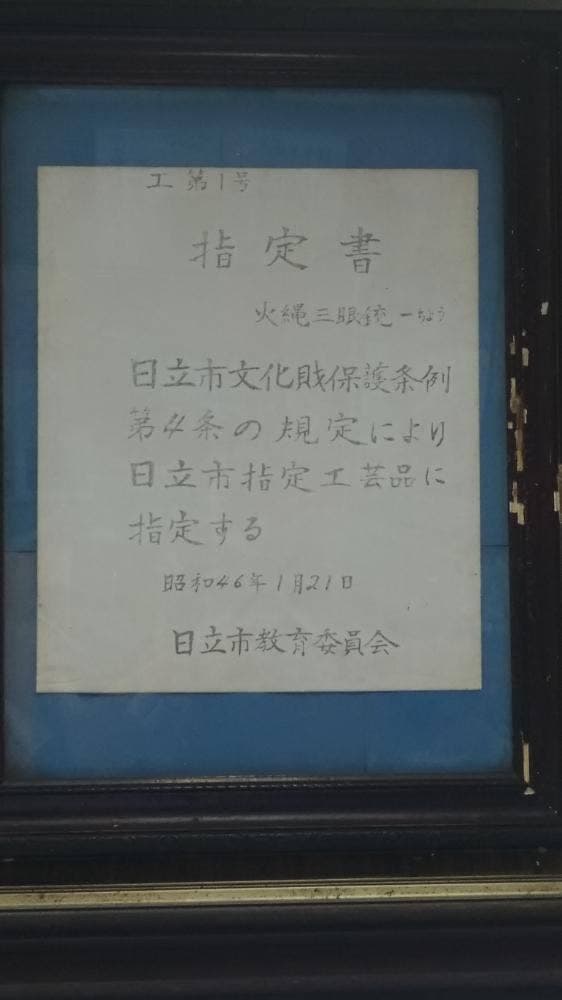 工第1号
指定書
火縄三眼銃一ちょう
日立市文化財保護条例
第4条の規定により
日立市指定工芸品に
指定する
昭和46年1月21日
日立市教育委員会